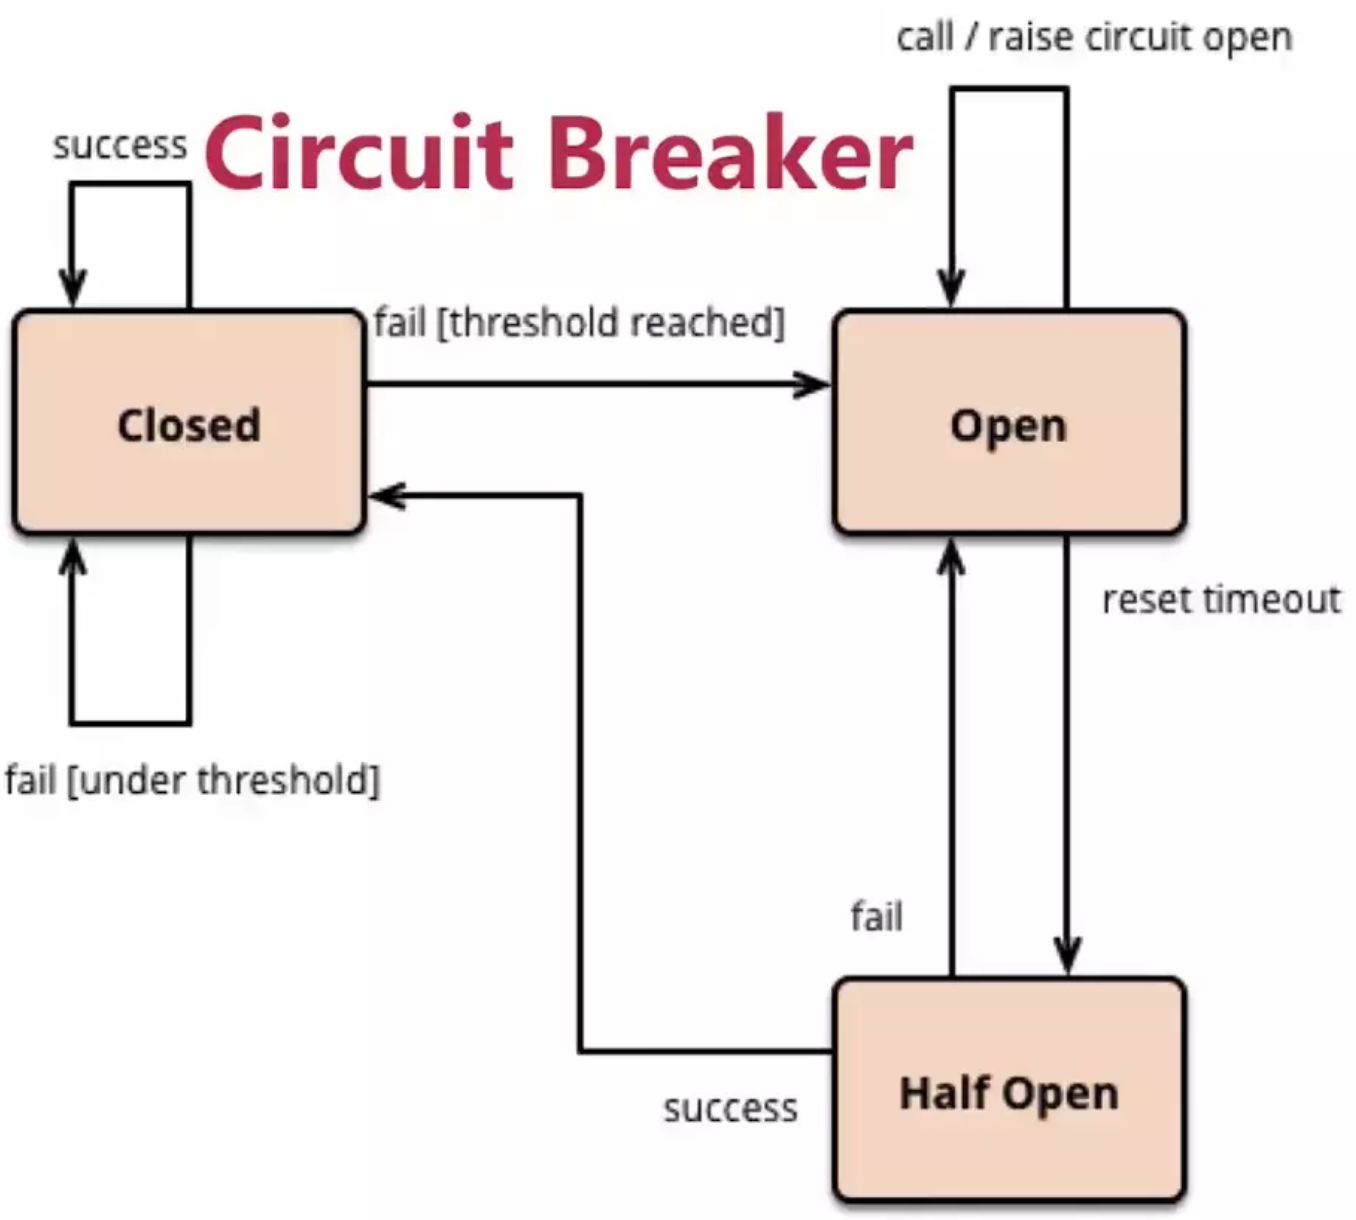 call / raise circuit open
success
Circuit Breaker
fail [threshold reached]
Closed
Open
reset timeout
fail [under threshold]
fail
Half Open
success